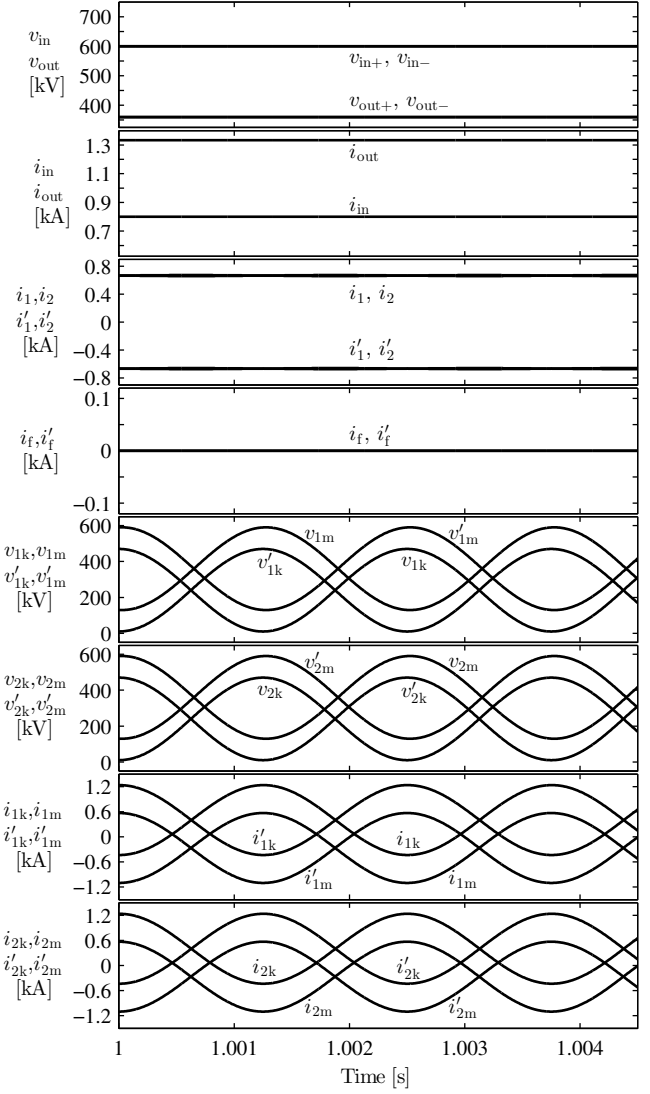 700
v_in
600
v_out
500
v_in+, v_in−
[kV]
v_out+, v_out−
400
1.3
i_in
1.1
i_out
i_out
0.9
i_in
[kA]
0.7
0.8
i_1,i_2
0.4
i_1, i_2
i′_1,i′_2
0
[kA]
−0.4
i′_1, i′_2
−0.8
0.1
i_f,i′_f
0
i_f, i′_f
[kA]
−0.1
600
v_1m
v′_1m
v_1k,v_1m
400
v′_1k
v_1k
v′_1k,v′_1m
200
[kV]
0
600
v′_2m
v_2m
v_2k,v_2m
400
v_2k
v′_2k
v′_2k,v′_2m
200
[kV]
0
1.2
i_1k,i_1m
0.6
i′_1k,i′_1m
0
i′_1k
i_1k
[kA]
−0.6
i′_1m
i_1m
−1.2
1.2
i_2k,i_2m
0.6
i′_2k,i′_2m
0
i_2k
i′_2k
[kA]
−0.6
i_2m
i′_2m
−1.2
1 1.001 1.002 1.003 1.004
Time [s]